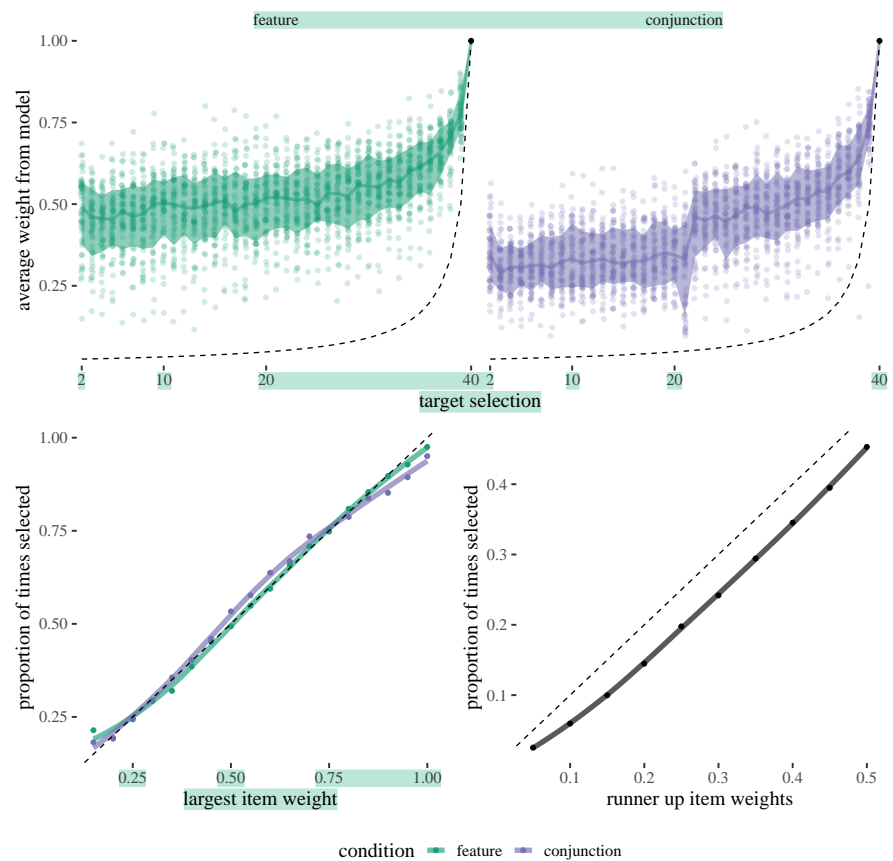 feature conjunction
1.00
0.75
0.50
0.25
average weight from model
2 10 20 40 2 10 20 40
target selection
1.00
0.75
0.50
0.25
proportion of times selected
0.25 0.50 0.75 1.00
largest item weight
0.4
0.3
0.2
0.1
proportion of times selected
0.1 0.2 0.3 0.4 0.5
runner up item weights
condition feature conjunction